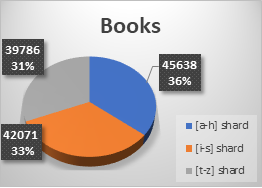 Books
39786
31%
45638
36%
42071
33%
[a-h] shard
[i-s] shard
[t-z] shard